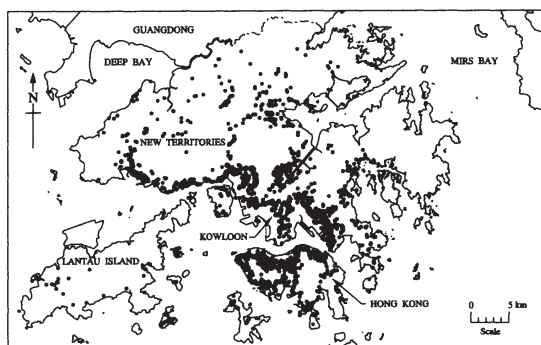 GUANGDONG
DEEP BAY
MIRS BAY
N
NEW TERRITORIES
KOWLOON
LANTAU ISLAND
HONG KONG
0 5 km
Scale